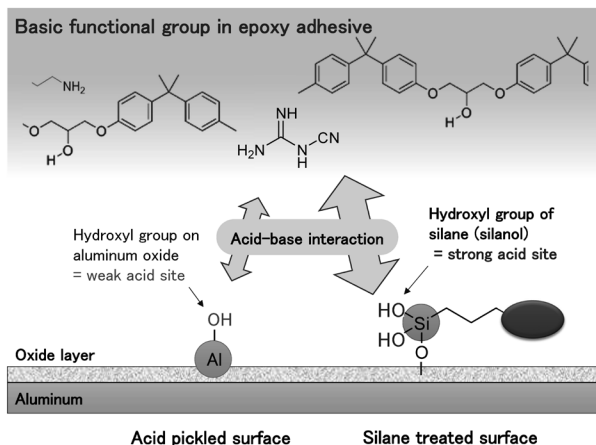 Basic functional group in epoxy adhesive
NH2
O
O
O
H
NH
H2N
N
H
CN
O
O
O
H
O
Acid-base interaction
Hydroxyl group on
aluminum oxide
= weak acid site
Hydroxyl group of
silane (silanol)
= strong acid site
OH
Al
HO
HO
Si
O
Oxide layer
Aluminum
Acid pickled surface
Silane treated surface